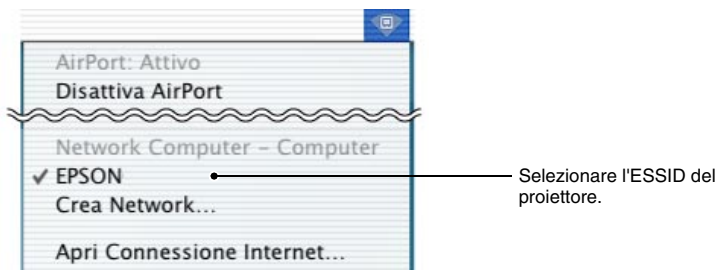 AirPort: Attivo
Disattiva AirPort
Network Computer – Computer
✓ EPSON
Crea Network...
Apri Connessione Internet...
Selezionare l'ESSID del
proiettore.